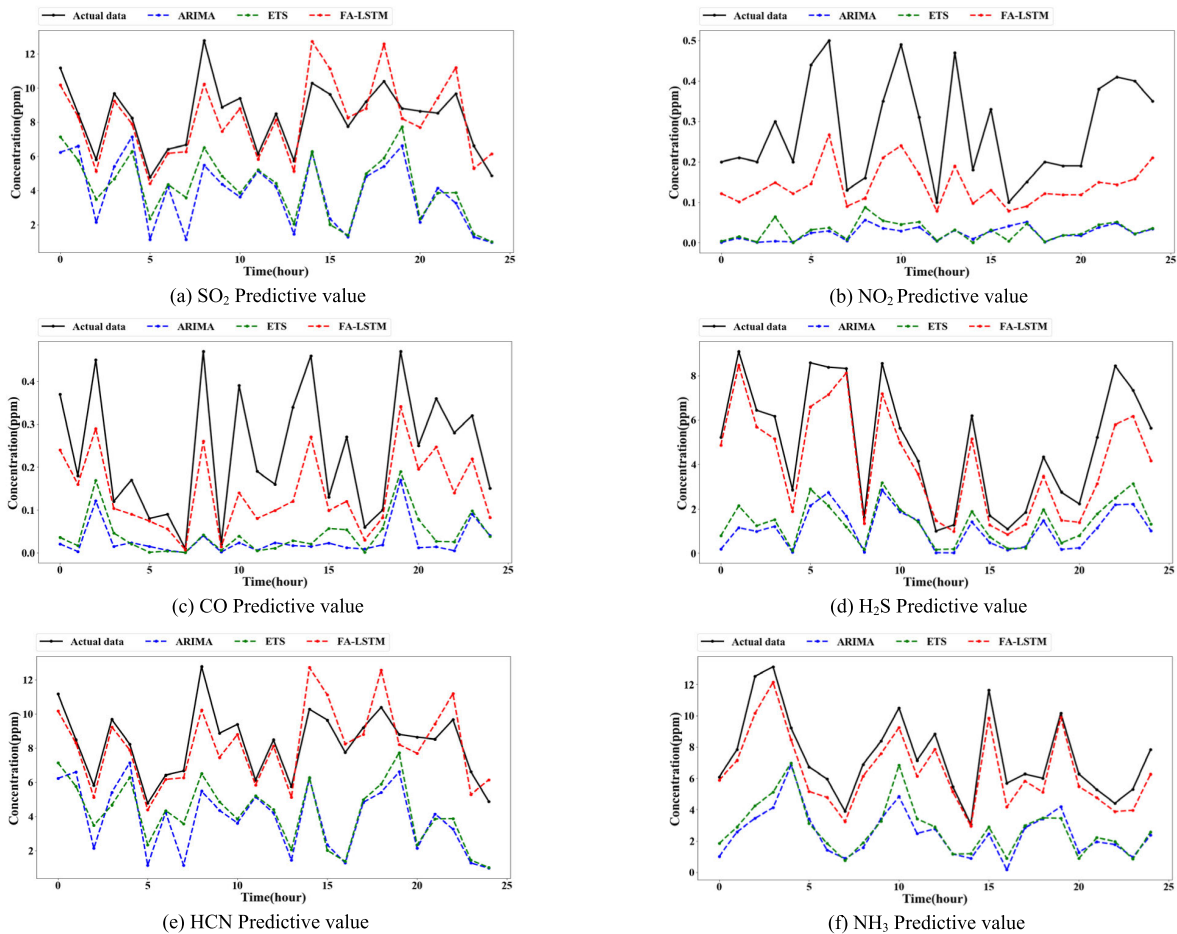 Actual data ARIMA ETS FA-LSTM
Concentration(ppm)
12
10
8
6
4
2
0 5 10 15 20 25
Time(hour)
(a) SO₂ Predictive value
Actual data ARIMA ETS FA-LSTM
Concentration(ppm)
0.5
0.4
0.3
0.2
0.1
0.0
0 5 10 15 20 25
Time(hour)
(b) NO₂ Predictive value
Actual data ARIMA ETS FA-LSTM
Concentration(ppm)
0.4
0.3
0.2
0.1
0.0
0 5 10 15 20 25
Time(hour)
(c) CO Predictive value
Actual data ARIMA ETS FA-LSTM
Concentration(ppm)
8
6
4
2
0
0 5 10 15 20 25
Time(hour)
(d) H₂S Predictive value
Actual data ARIMA ETS FA-LSTM
Concentration(ppm)
12
10
8
6
4
2
0 5 10 15 20 25
Time(hour)
(e) HCN Predictive value
Actual data ARIMA ETS FA-LSTM
Concentration(ppm)
12
10
8
6
4
2
0
0 5 10 15 20 25
Time(hour)
(f) NH₃ Predictive value